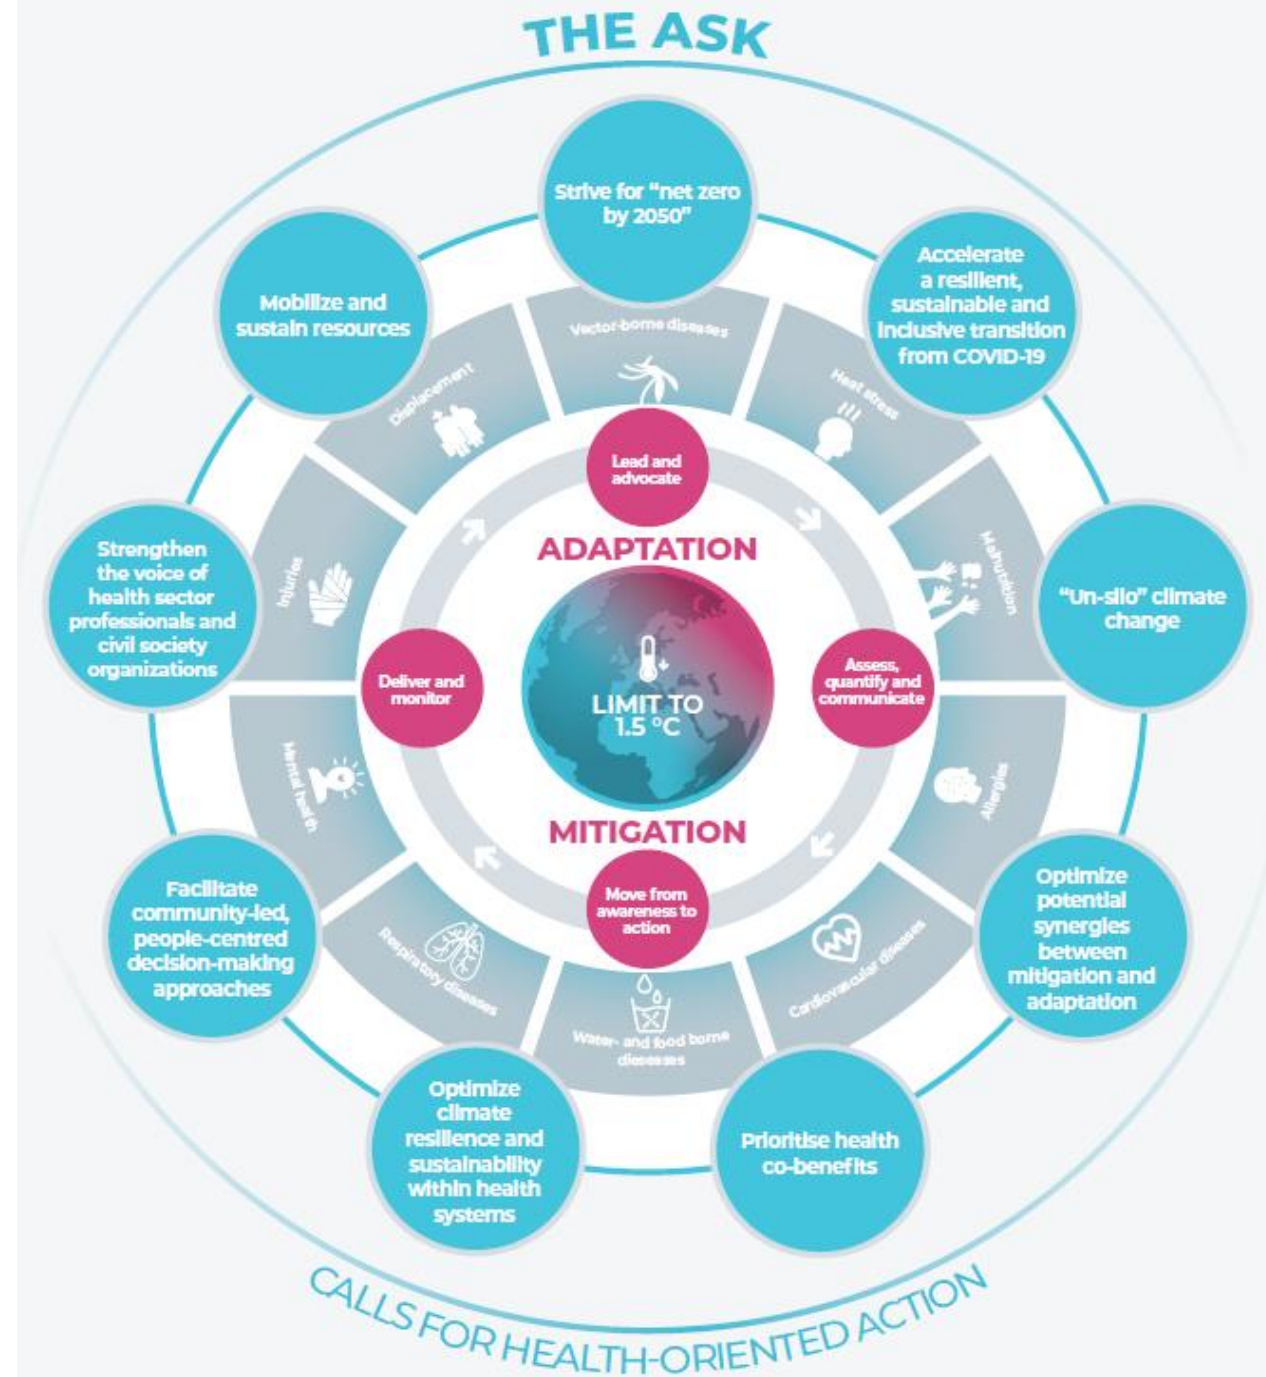 THE ASK
Strive for “net zero
by 2050”
Accelerate
a resilient,
sustainable and
inclusive transition
from COVID-19
“Un-silo” climate
change
Optimize
potential
synergies
between
mitigation and
adaptation
Prioritise health
co-benefits
Optimize
climate
resilience and
sustainability
within health
systems
Facilitate
community-led,
people-centred
decision-making
approaches
Strengthen
the voice of
health sector
professionals and
civil society
organizations
Mobilize and
sustain resources
Vector-borne diseases
Heat stress
Malnutrition
Allergies
Cardiovascular diseases
Water- and food borne
dieseases
Respiratory diseases
Mental health
Injuries
Displacement
Lead and
advocate
Assess,
quantify and
communicate
Move from
awareness to
action
Deliver and
monitor
ADAPTATION
LIMIT TO
1.5 °C
MITIGATION
CALLS FOR HEALTH-ORIENTED ACTION